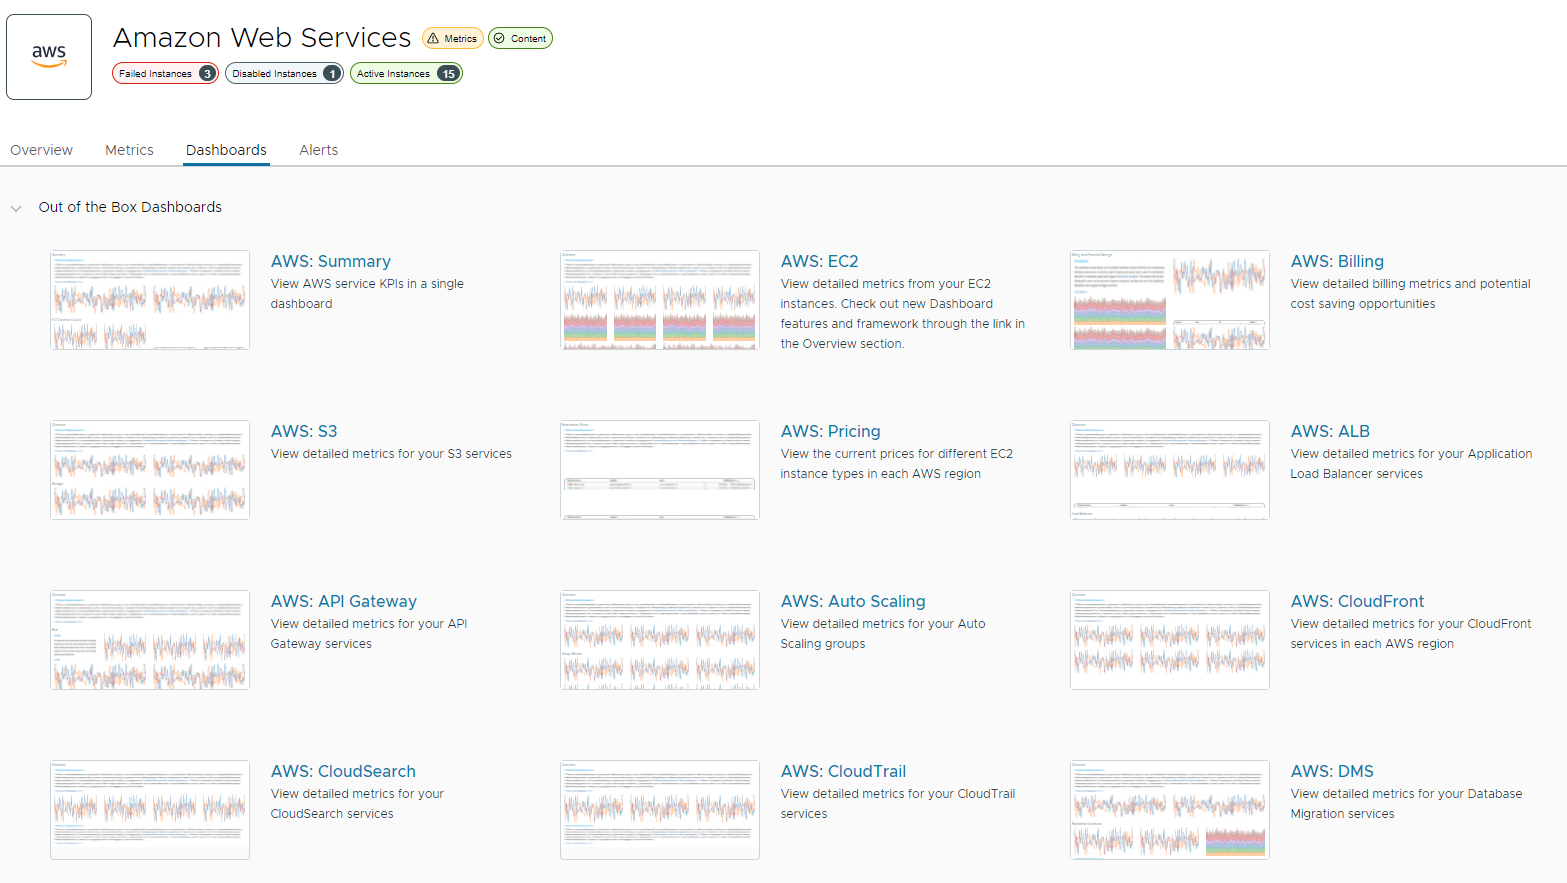 aws
Amazon Web Services
Metrics
Content
Failed Instances 3
Disabled Instances 1
Active Instances 15
Overview
Metrics
Dashboards
Alerts
Out of the Box Dashboards
AWS: Summary
View AWS service KPIs in a single
dashboard
AWS: EC2
View detailed metrics from your EC2
instances. Check out new Dashboard
features and framework through the link in
the Overview section.
AWS: Billing
View detailed billing metrics and potential
cost saving opportunities
AWS: S3
View detailed metrics for your S3 services
AWS: Pricing
View the current prices for different EC2
instance types in each AWS region
AWS: ALB
View detailed metrics for your Application
Load Balancer services
AWS: API Gateway
View detailed metrics for your API
Gateway services
AWS: Auto Scaling
View detailed metrics for your Auto
Scaling groups
AWS: CloudFront
View detailed metrics for your CloudFront
services in each AWS region
AWS: CloudSearch
View detailed metrics for your
CloudSearch services
AWS: CloudTrail
View detailed metrics for your CloudTrail
services
AWS: DMS
View detailed metrics for your Database
Migration services